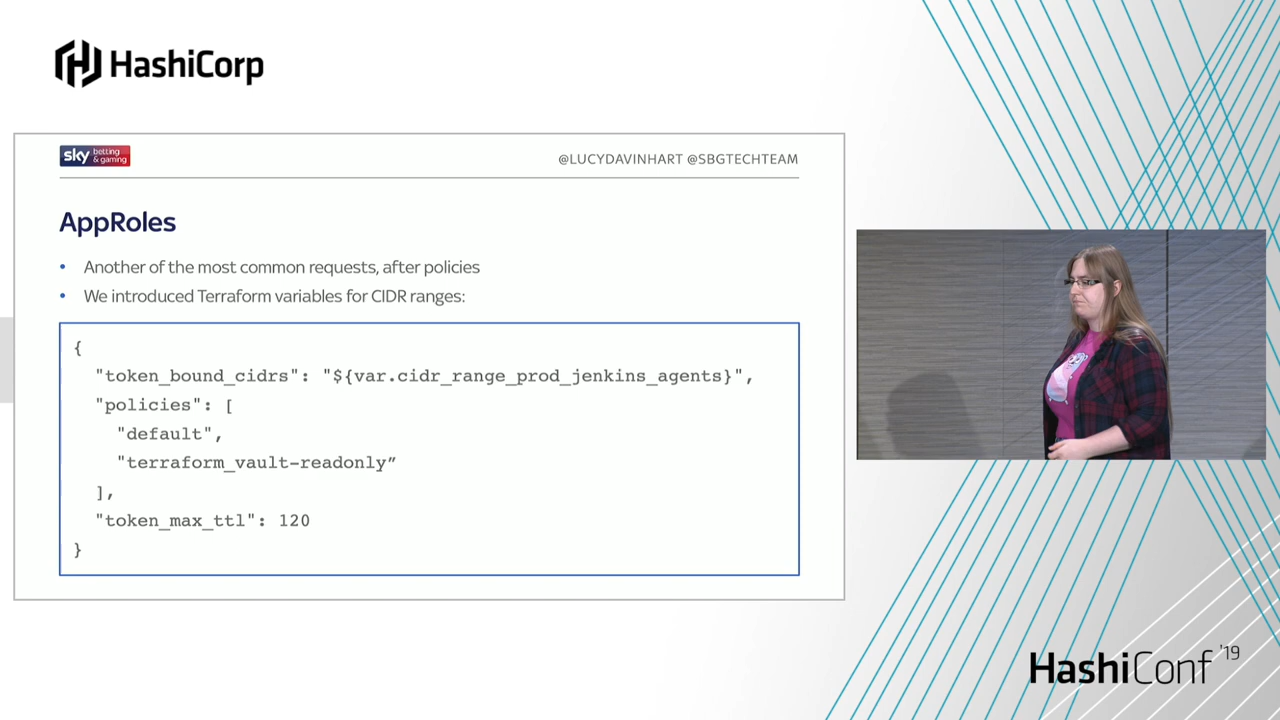 HashiCorp
sky betting & gaming
@LUCYDAVINHART @SBGTECHTEAM
AppRoles
• Another of the most common requests, after policies
• We introduced Terraform variables for CIDR ranges:
{
"token_bound_cidrs": "${var.cidr_range_prod_jenkins_agents}",
"policies": [
"default",
"terraform_vault-readonly”
],
"token_max_ttl": 120
}
HashiConf '19